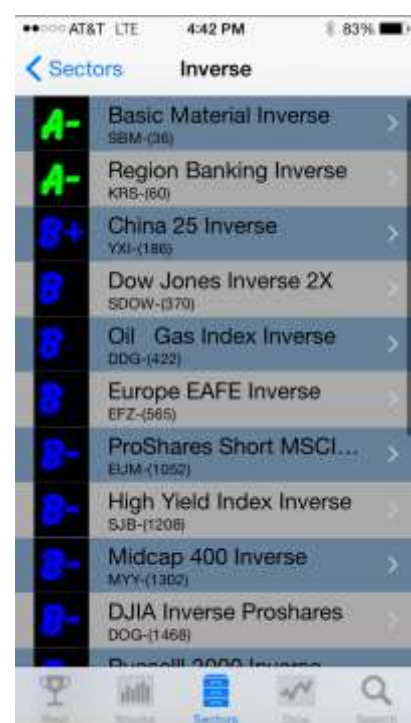 AT&T LTE 4:42 PM 83%
Sectors Inverse
A- Basic Material Inverse
SBM-(36)
A- Region Banking Inverse
KRS-(60)
B+ China 25 Inverse
YXI-(186)
B Dow Jones Inverse 2X
SDOW-(370)
B Oil Gas Index Inverse
DDG-(422)
B Europe EAFE Inverse
EFZ-(565)
B- ProShares Short MSCI...
EUM-(1052)
B- High Yield Index Inverse
SJB-(1208)
B- Midcap 400 Inverse
MYY-(1302)
B- DJIA Inverse Proshares
DOG-(1468)
Sectors